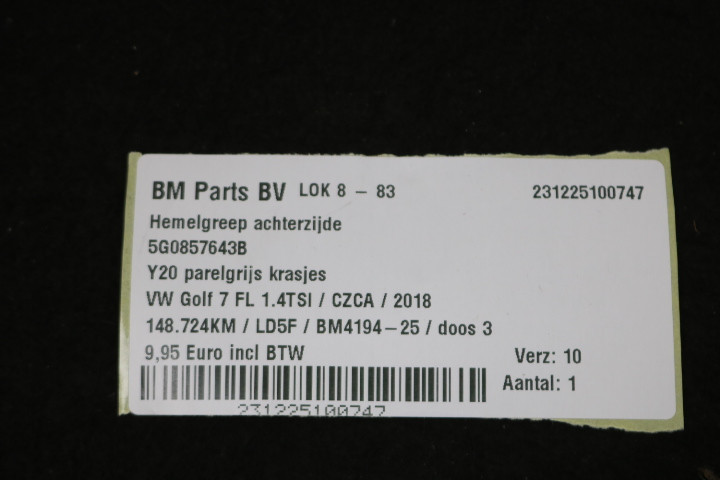 BM Parts BV LOK 8 - 83 231225100747
Hemelgreep achterzijde
5G0857643B
Y20 parelgrijs krasjes
VW Golf 7 FL 1.4TSI / CZCA / 2018
148.724KM / LD5F / BM4194-25 / doos 3
9,95 Euro incl BTW Verz: 10
Aantal: 1
231225100747